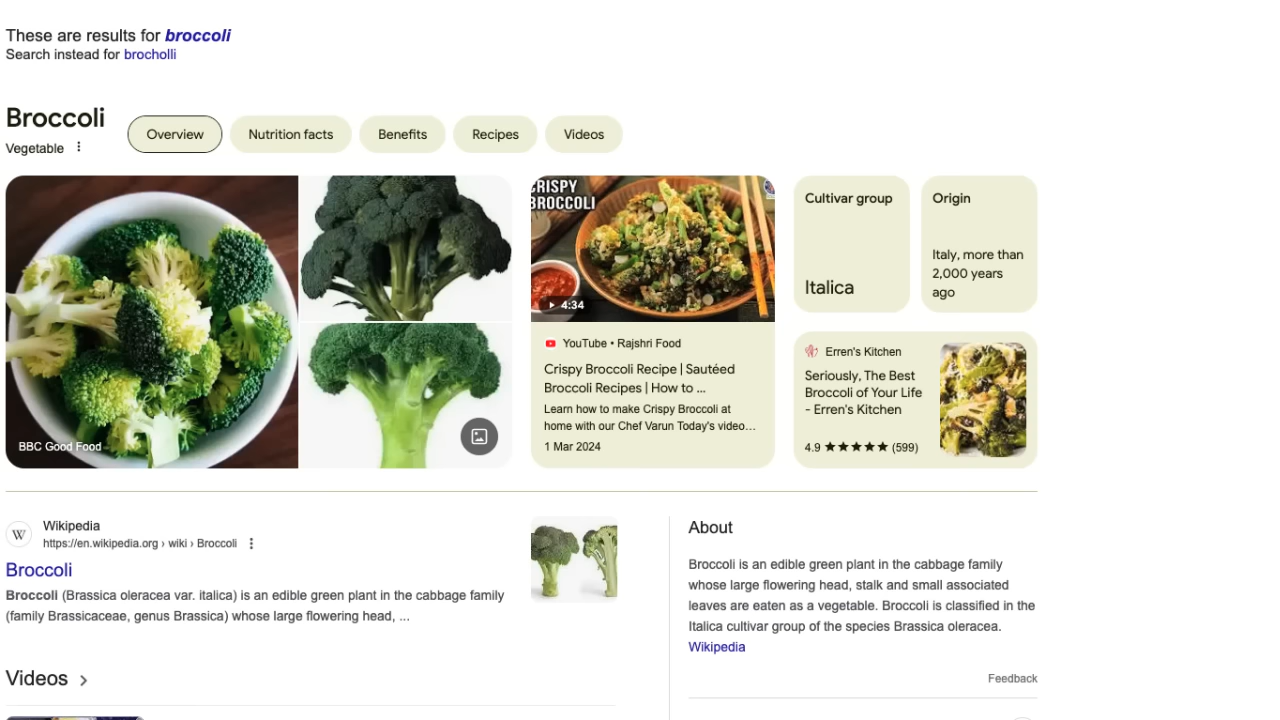 These are results for broccoli
Search instead for brocholli
Broccoli
Vegetable
Overview
Nutrition facts
Benefits
Recipes
Videos
BBC Good Food
CRISPY
BROCCOLI
4:34
YouTube • Rajshri Food
Crispy Broccoli Recipe | Sautéed
Broccoli Recipes | How to ...
Learn how to make Crispy Broccoli at
home with our Chef Varun Today's video...
1 Mar 2024
Cultivar group
Italica
Origin
Italy, more than
2,000 years
ago
Erren's Kitchen
Seriously, The Best
Broccoli of Your Life
- Erren's Kitchen
4.9 ★★★★★ (599)
W
Wikipedia
https://en.wikipedia.org › wiki › Broccoli
Broccoli
Broccoli (Brassica oleracea var. italica) is an edible green plant in the cabbage family
(family Brassicaceae, genus Brassica) whose large flowering head, ...
Videos
About
Broccoli is an edible green plant in the cabbage family
whose large flowering head, stalk and small associated
leaves are eaten as a vegetable. Broccoli is classified in the
Italica cultivar group of the species Brassica oleracea.
Wikipedia
Feedback